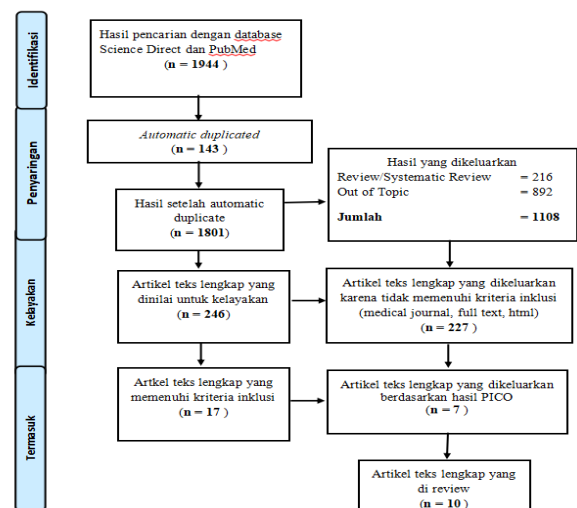 Identifikasi
Hasil pencarian dengan database
Science Direct dan PubMed
(n = 1944 )
Penyaringan
Automatic duplicated
(n = 143 )
Hasil yang dikeluarkan
Review/Systematic Review = 216
Out of Topic = 892
Jumlah = 1108
Hasil setelah automatic
duplicate
(n = 1801)
Kelayakan
Artikel teks lengkap yang
dinilai untuk kelayakan
(n = 246)
Artikel teks lengkap yang dikeluarkan
karena tidak memenuhi kriteria inklusi
(medical journal, full text, html)
(n = 227 )
Termasuk
Artkel teks lengkap yang
memenuhi kriteria inklusi
(n = 17 )
Artikel teks lengkap yang dikeluarkan
berdasarkan hasil PICO
(n = 7 )
Artikel teks lengkap yang
di review
(n = 10 )